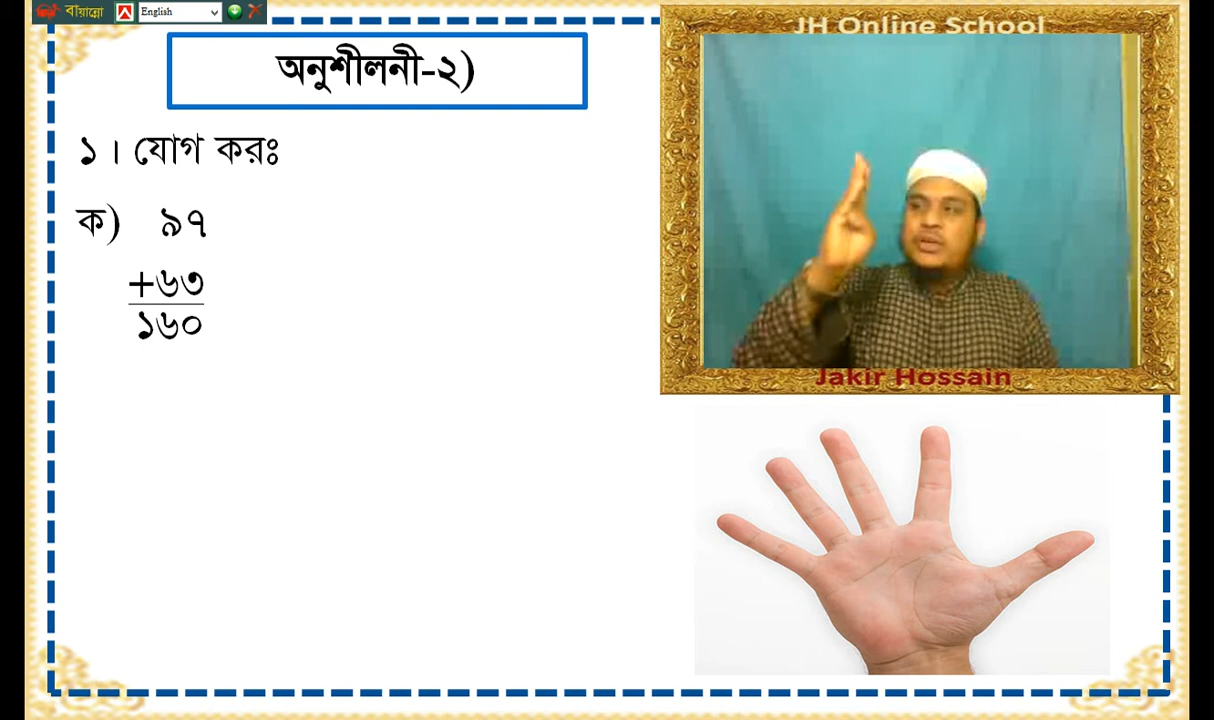 বায়ান্নো
English
JH Online School
অনুশীলনী-২)
১। যোগ করঃ
ক) ৯৭
+৬৩
১৬০
Jakir Hossain